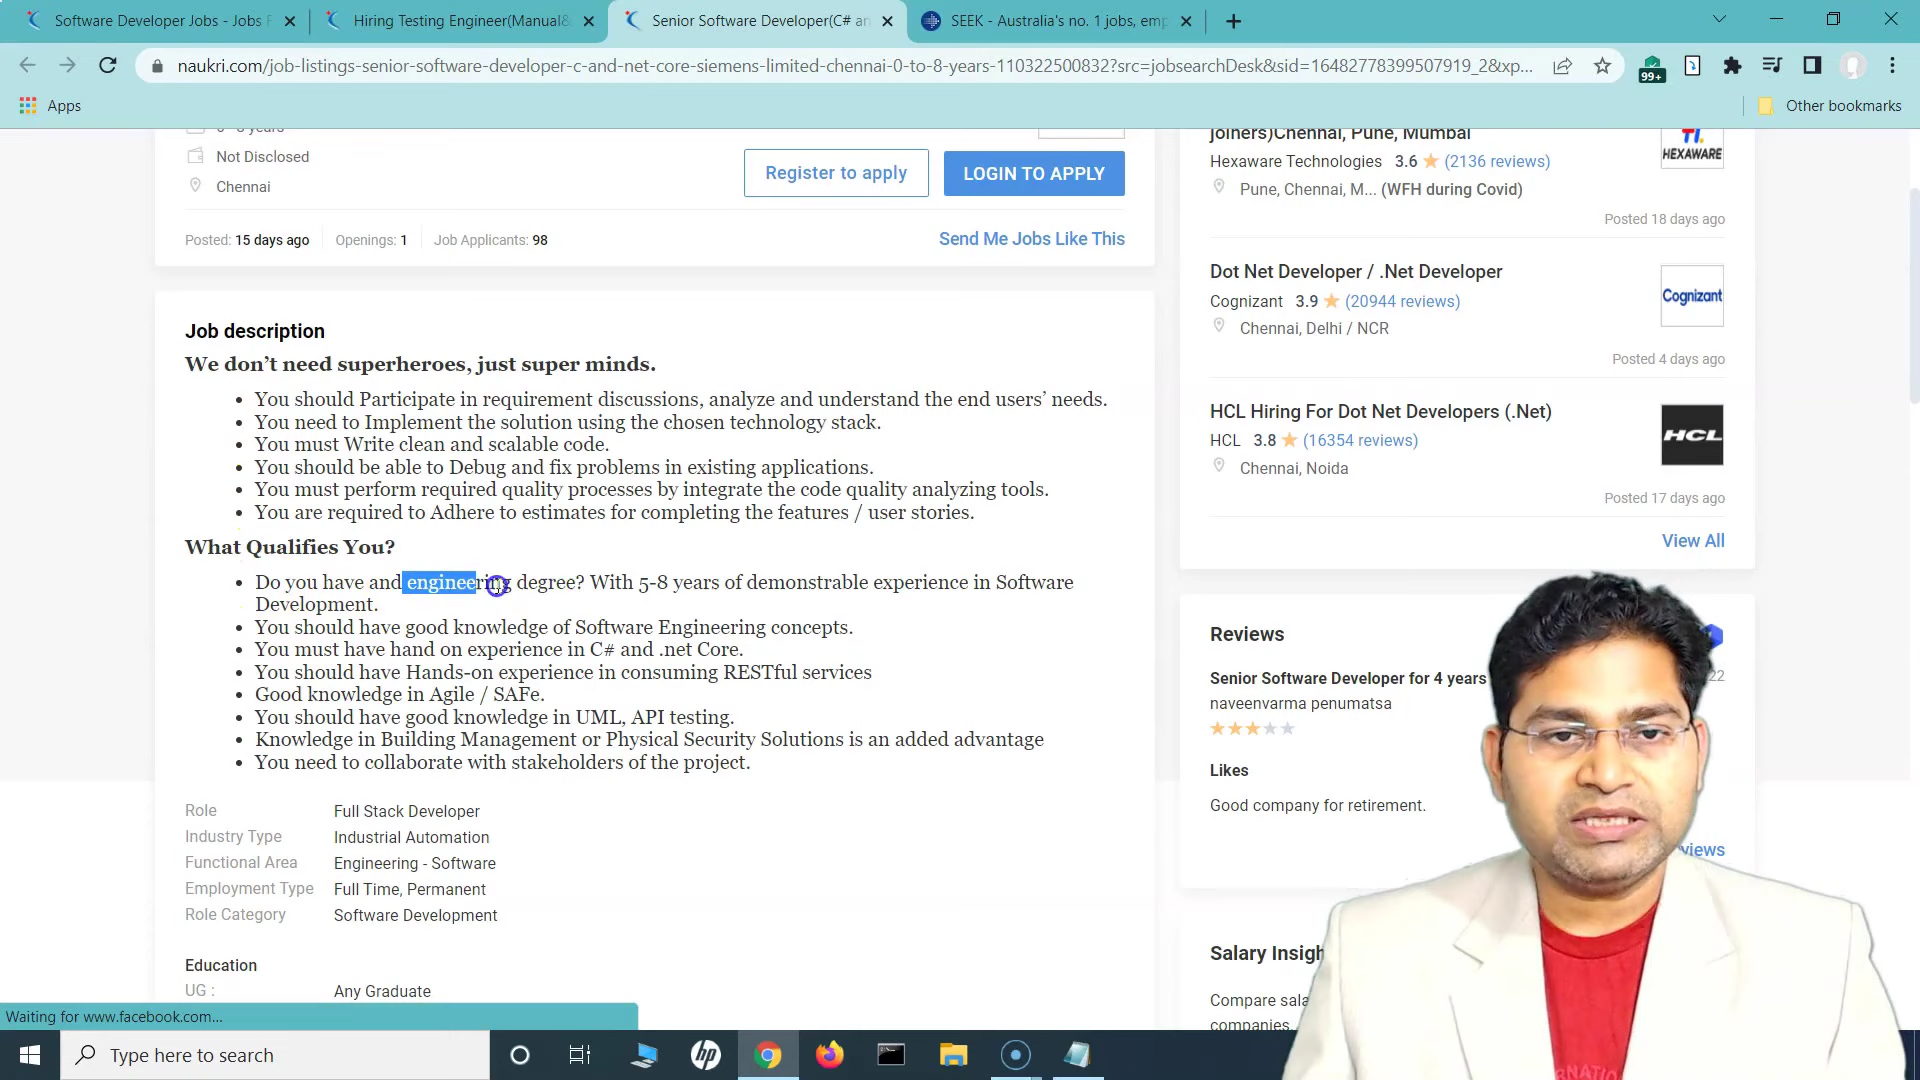 Software Developer Jobs - Jobs F
Hiring Testing Engineer(Manual&
Senior Software Developer(C# an
SEEK - Australia's no. 1 jobs, emp
naukri.com/job-listings-senior-software-developer-c-and-net-core-siemens-limited-chennai-0-to-8-years-110322500832?src=jobsearchDesk&sid=16482778399507919_2&xp...
99+
Apps
Other bookmarks
Not Disclosed
Chennai
Register to apply
LOGIN TO APPLY
Posted: 15 days ago
Openings: 1
Job Applicants: 98
Send Me Jobs Like This
Job description
We don’t need superheroes, just super minds.
• You should Participate in requirement discussions, analyze and understand the end users’ needs.
• You need to Implement the solution using the chosen technology stack.
• You must Write clean and scalable code.
• You should be able to Debug and fix problems in existing applications.
• You must perform required quality processes by integrate the code quality analyzing tools.
• You are required to Adhere to estimates for completing the features / user stories.
What Qualifies You?
• Do you have and engineering degree? With 5-8 years of demonstrable experience in Software
Development.
• You should have good knowledge of Software Engineering concepts.
• You must have hand on experience in C# and .net Core.
• You should have Hands-on experience in consuming RESTful services
• Good knowledge in Agile / SAFe.
• You should have good knowledge in UML, API testing.
• Knowledge in Building Management or Physical Security Solutions is an added advantage
• You need to collaborate with stakeholders of the project.
Role Full Stack Developer
Industry Type Industrial Automation
Functional Area Engineering - Software
Employment Type Full Time, Permanent
Role Category Software Development
Education
UG : Any Graduate
joiners)Chennai, Pune, Mumbai
Hexaware Technologies 3.6 (2136 reviews)
Pune, Chennai, M... (WFH during Covid)
HEXAWARE
Posted 18 days ago
Dot Net Developer / .Net Developer
Cognizant 3.9 (20944 reviews)
Chennai, Delhi / NCR
Cognizant
Posted 4 days ago
HCL Hiring For Dot Net Developers (.Net)
HCL 3.8 (16354 reviews)
Chennai, Noida
HCL
Posted 17 days ago
View All
Reviews
Senior Software Developer for 4 years
22
naveenvarma penumatsa
Likes
Good company for retirement.
views
Salary Insigh
Compare sala
companies
Waiting for www.facebook.com...
Type here to search
hp